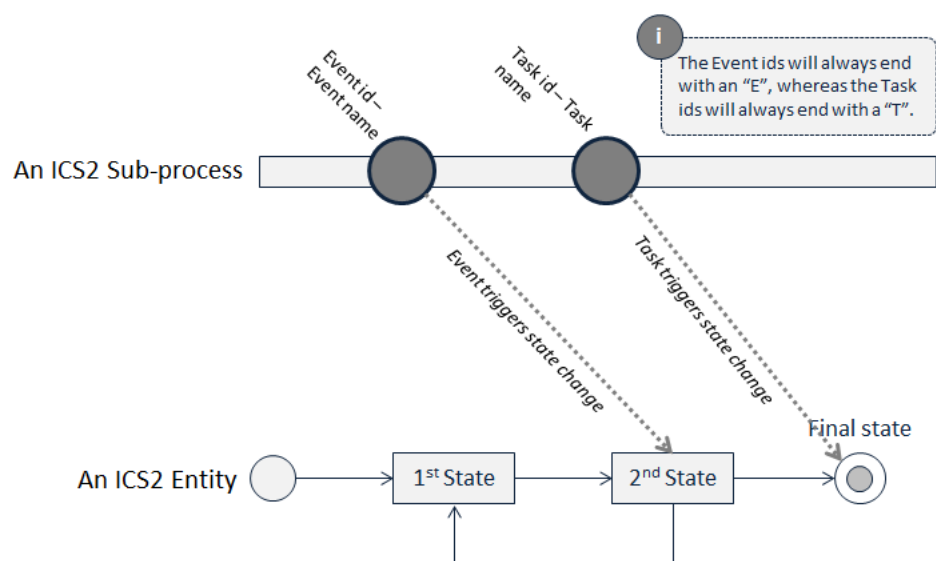 Event id –
Event name
Task id – Task
name
i
The Event ids will always end
with an “E”, whereas the Task
ids will always end with a “T”.
An ICS2 Sub-process
Event triggers state change
Task triggers state change
Final state
An ICS2 Entity
1st State
2nd State